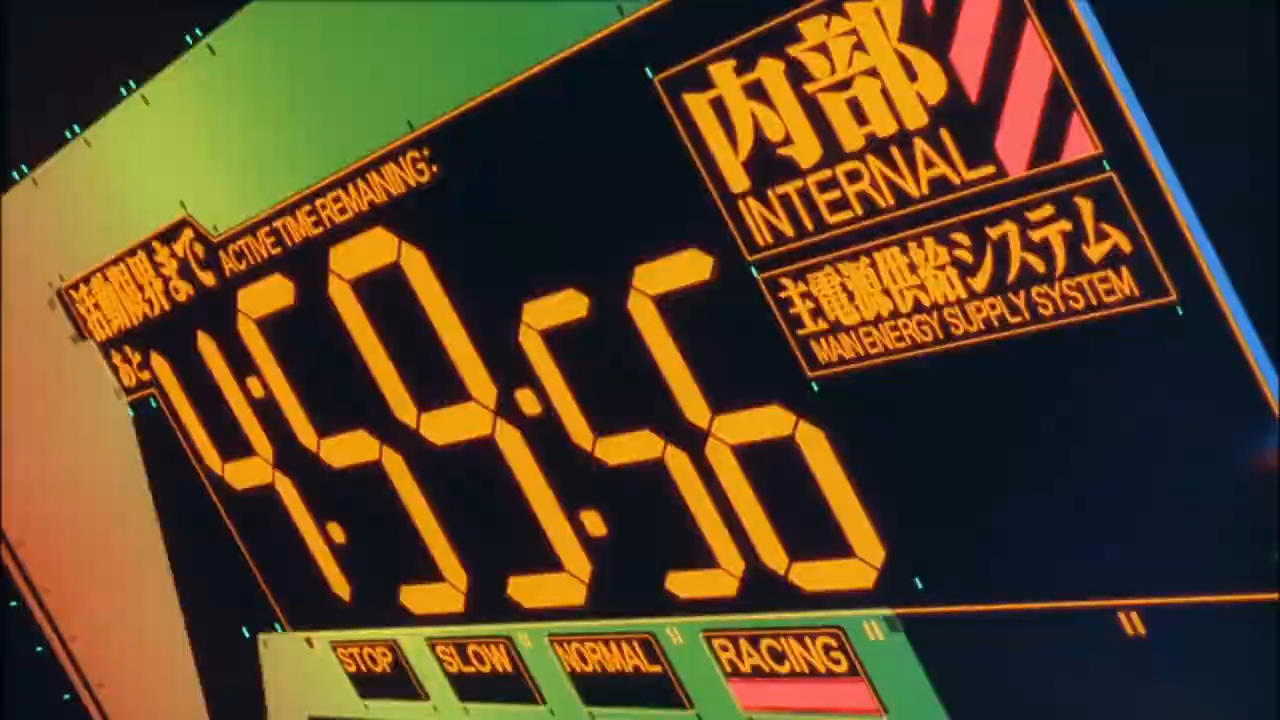 内部
INTERNAL
主電源供給システム
MAIN ENERGY SUPPLY SYSTEM
活動限界まで
ACTIVE TIME REMAINING:
あと
4:59:56
STOP
SLOW
NORMAL
RACING